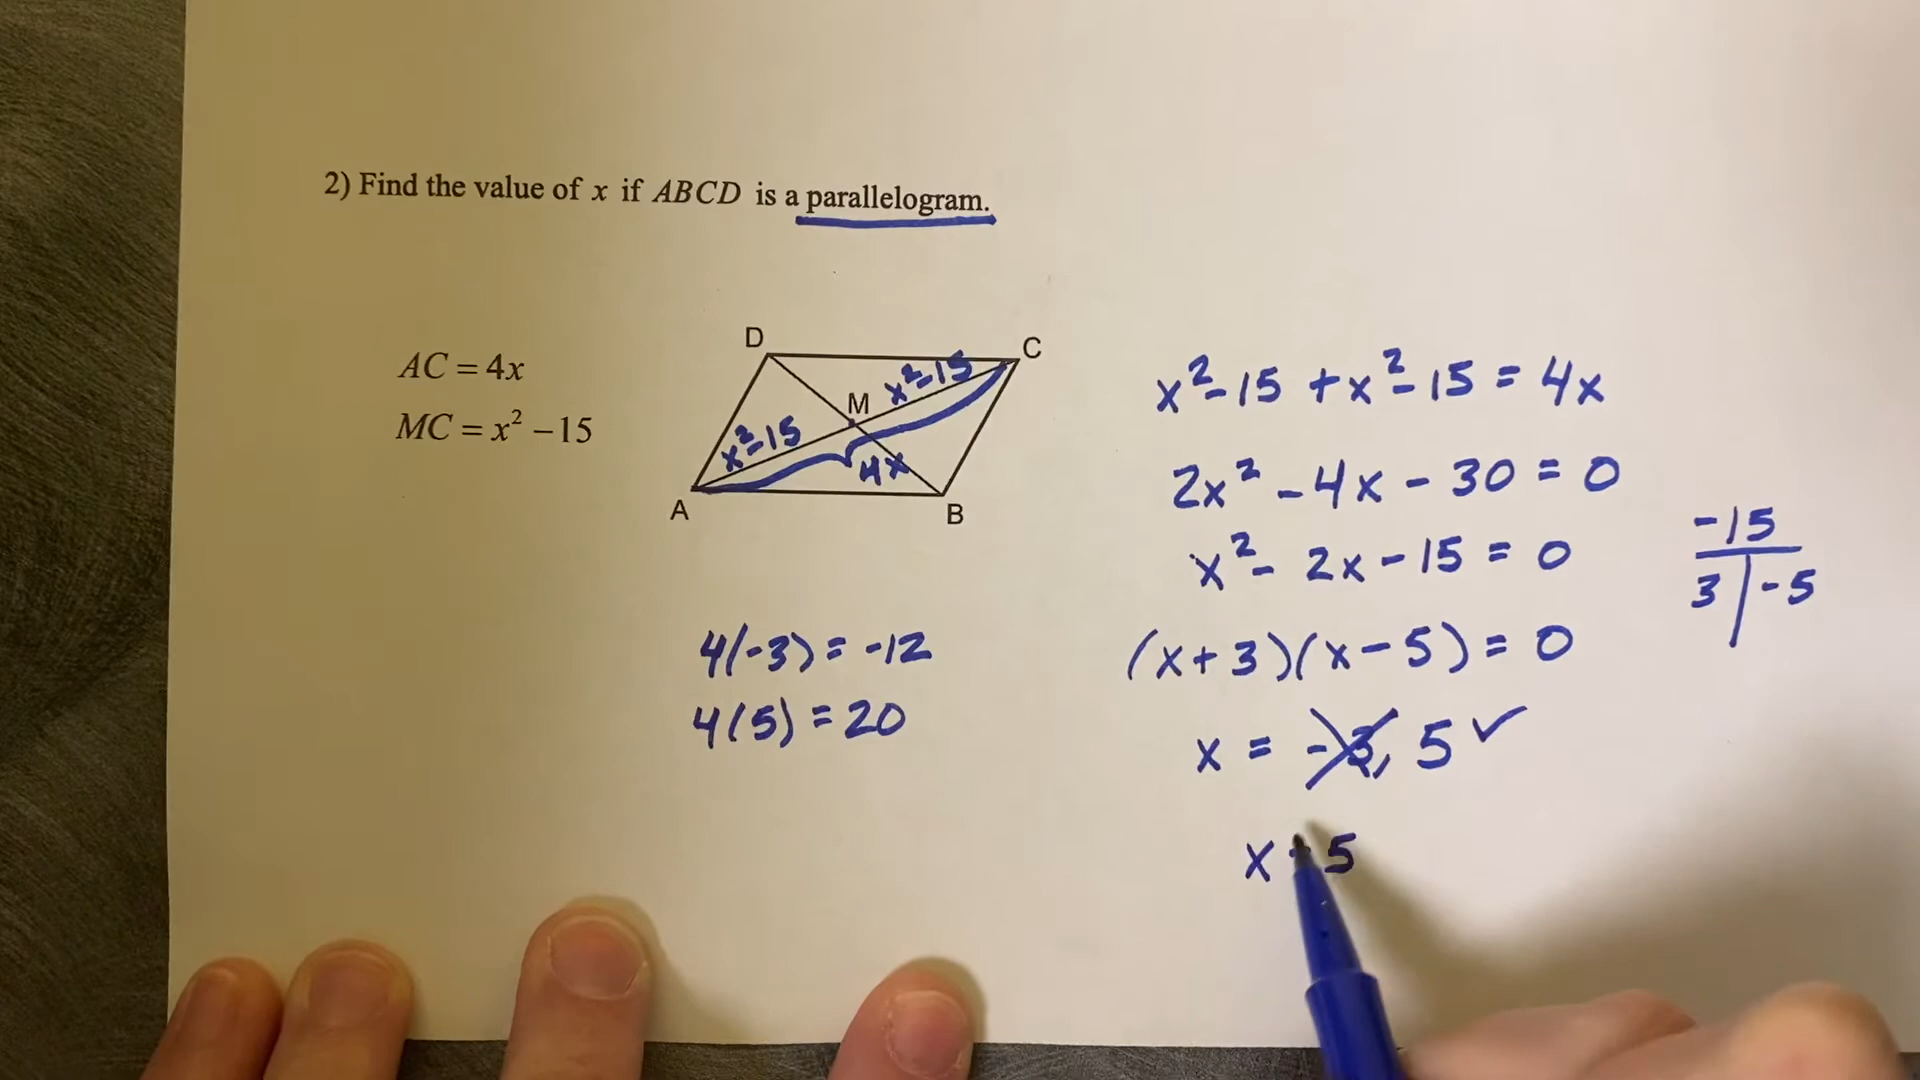 2) Find the value of x if ABCD is a parallelogram.
AC = 4x
MC = x² − 15
D
C
M
x²-15
x²-15
4x
A
B
x²-15 + x²-15 = 4x
2x² - 4x - 30 = 0
x² - 2x - 15 = 0
-15
3 | -5
(x+3)(x-5) = 0
4(-3) = -12
4(5) = 20
x = -3, 5 ✓
x = 5